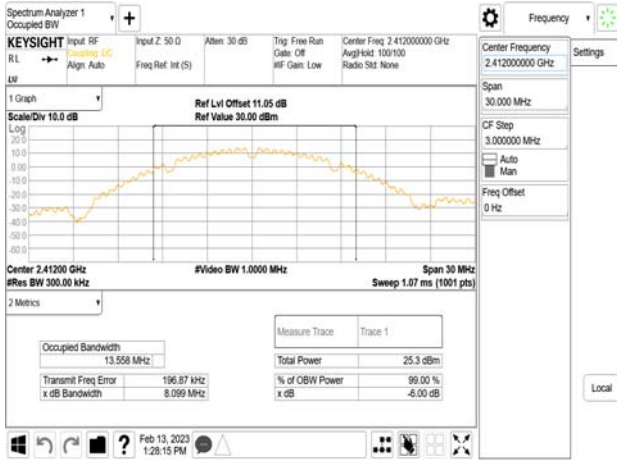 Spectrum Analyzer 1
Occupied BW
Frequency
KEYSIGHT Input: RF
Coupling: DC
Align: Auto
RL
LXI
Input Z: 50 Ω
Freq Ref: Int (S)
Atten: 30 dB
Trig: Free Run
Gate: Off
#IF Gain: Low
Center Freq: 2.412000000 GHz
Avg|Hold: 100/100
Radio Std: None
Center Frequency
2.412000000 GHz
Settings
Span
30.000 MHz
CF Step
3.000000 MHz
Auto
Man
Freq Offset
0 Hz
Local
1 Graph
Scale/Div 10.0 dB
Ref Lvl Offset 11.05 dB
Ref Value 30.00 dBm
Log
20.0
10.0
0.00
-10.0
-20.0
-30.0
-40.0
-50.0
-60.0
Center 2.41200 GHz
#Res BW 300.00 kHz
#Video BW 1.0000 MHz
Span 30 MHz
Sweep 1.07 ms (1001 pts)
2 Metrics
Measure Trace Trace 1
Occupied Bandwidth
13.558 MHz
Total Power 25.3 dBm
Transmit Freq Error 196.87 kHz
% of OBW Power 99.00 %
x dB Bandwidth 8.099 MHz
x dB -6.00 dB
Feb 13, 2023
1:28:15 PM